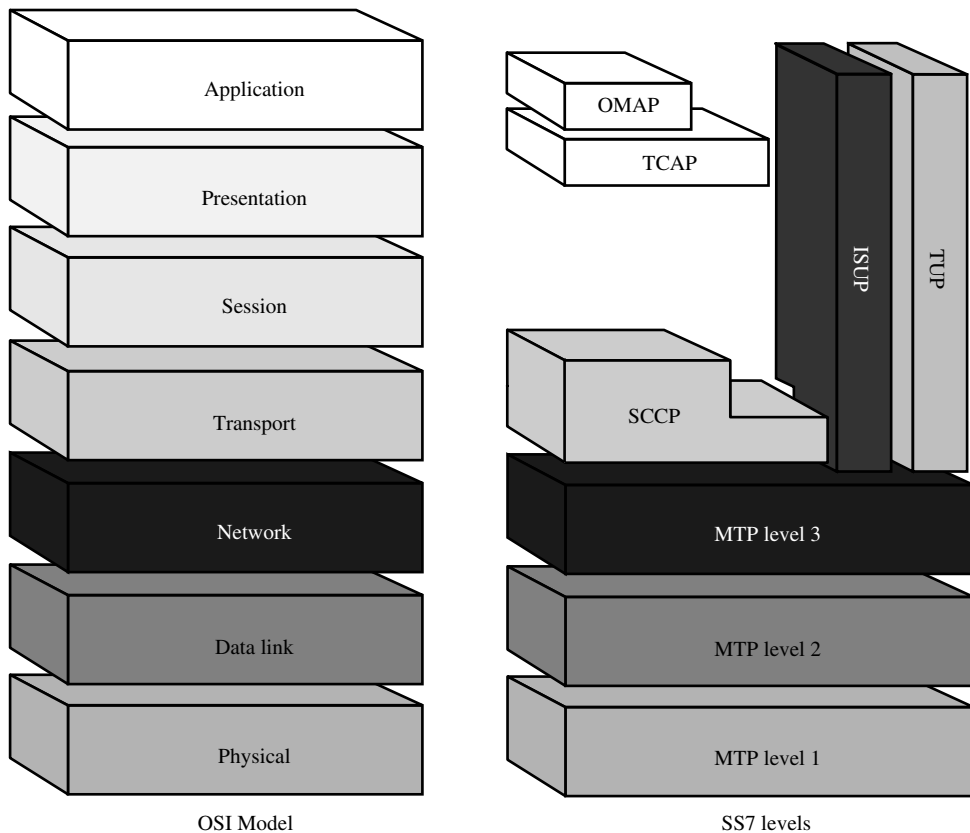 Application
Presentation
Session
Transport
Network
Data link
Physical
OSI Model
OMAP
TCAP
ISUP
TUP
SCCP
MTP level 3
MTP level 2
MTP level 1
SS7 levels